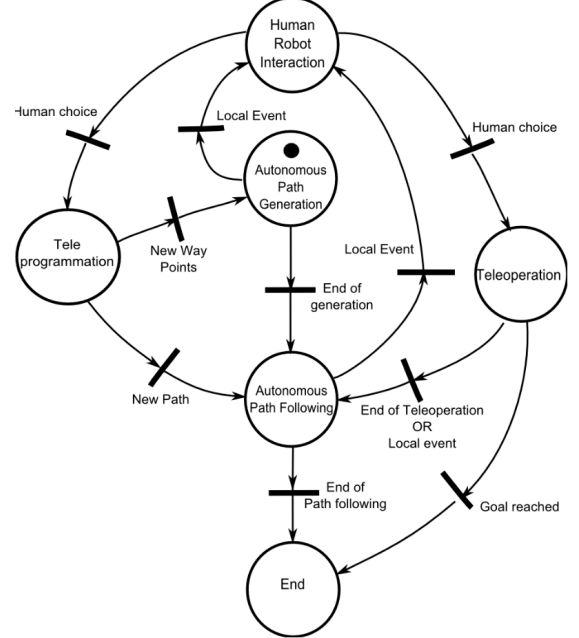 Human
Robot
Interaction
Human choice
Local Event
Human choice
Autonomous
Path
Generation
Tele
programmation
New Way
Points
Local Event
Teleoperation
End of
generation
New Path
Autonomous
Path Following
End of Teleoperation
OR
Local event
End of
Path following
Goal reached
End